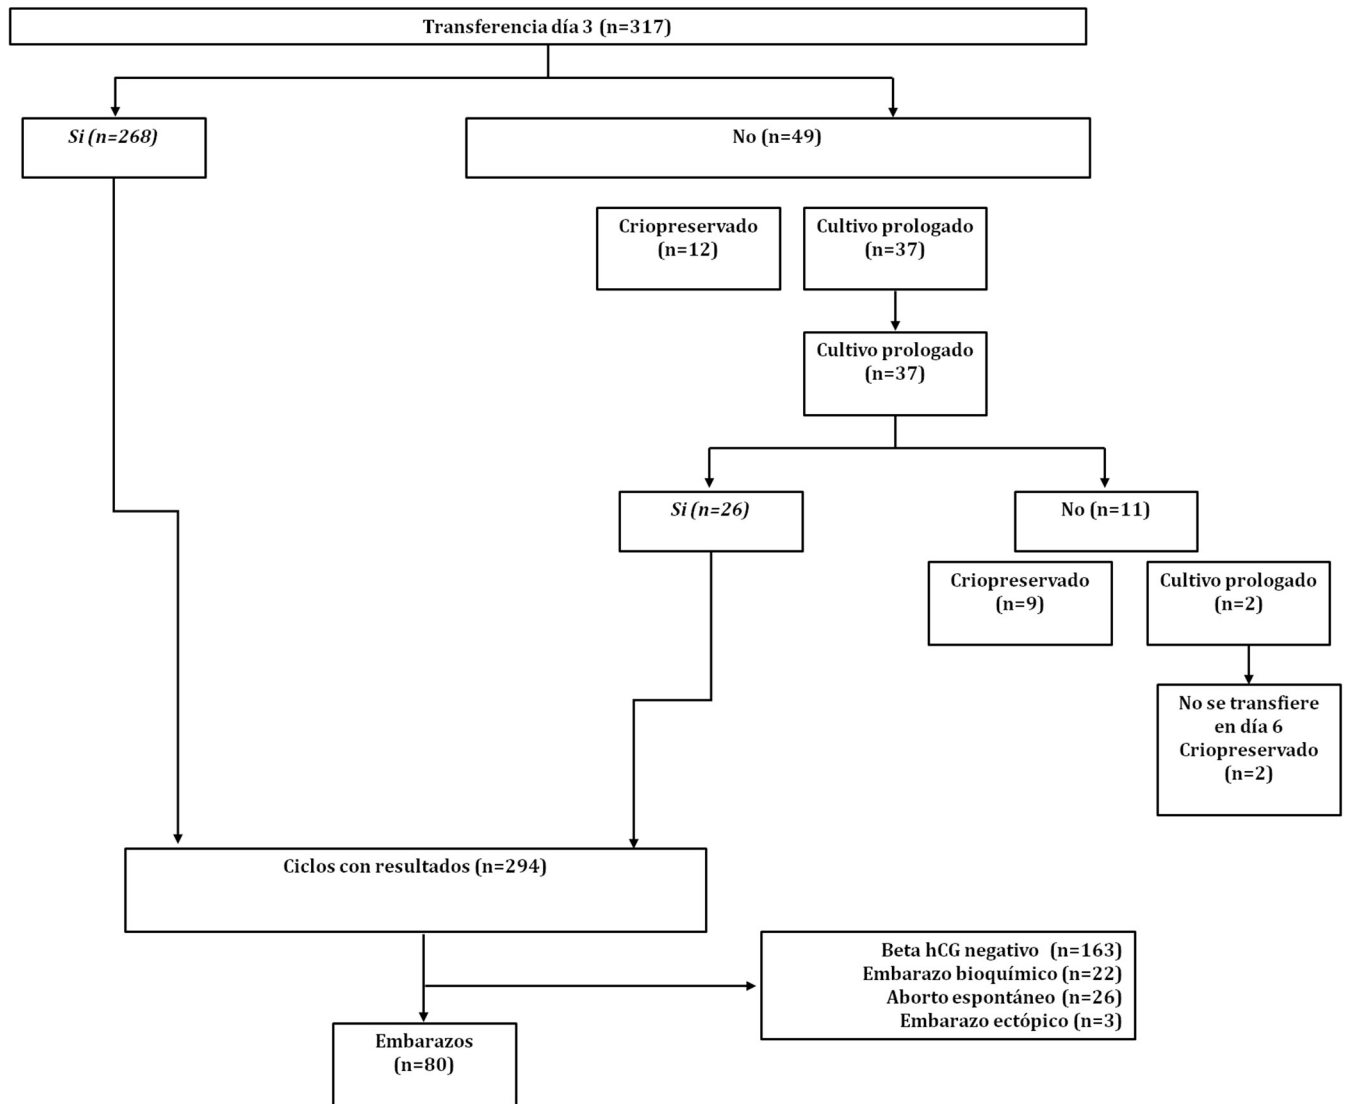 Transferencia día 3 (n=317)
Si (n=268)
No (n=49)
Criopreservado
(n=12)
Cultivo prologado
(n=37)
Cultivo prologado
(n=37)
Si (n=26)
No (n=11)
Criopreservado
(n=9)
Cultivo prologado
(n=2)
No se transfiere
en día 6
Criopreservado
(n=2)
Ciclos con resultados (n=294)
Beta hCG negativo (n=163)
Embarazo bioquímico (n=22)
Aborto espontáneo (n=26)
Embarazo ectópico (n=3)
Embarazos
(n=80)